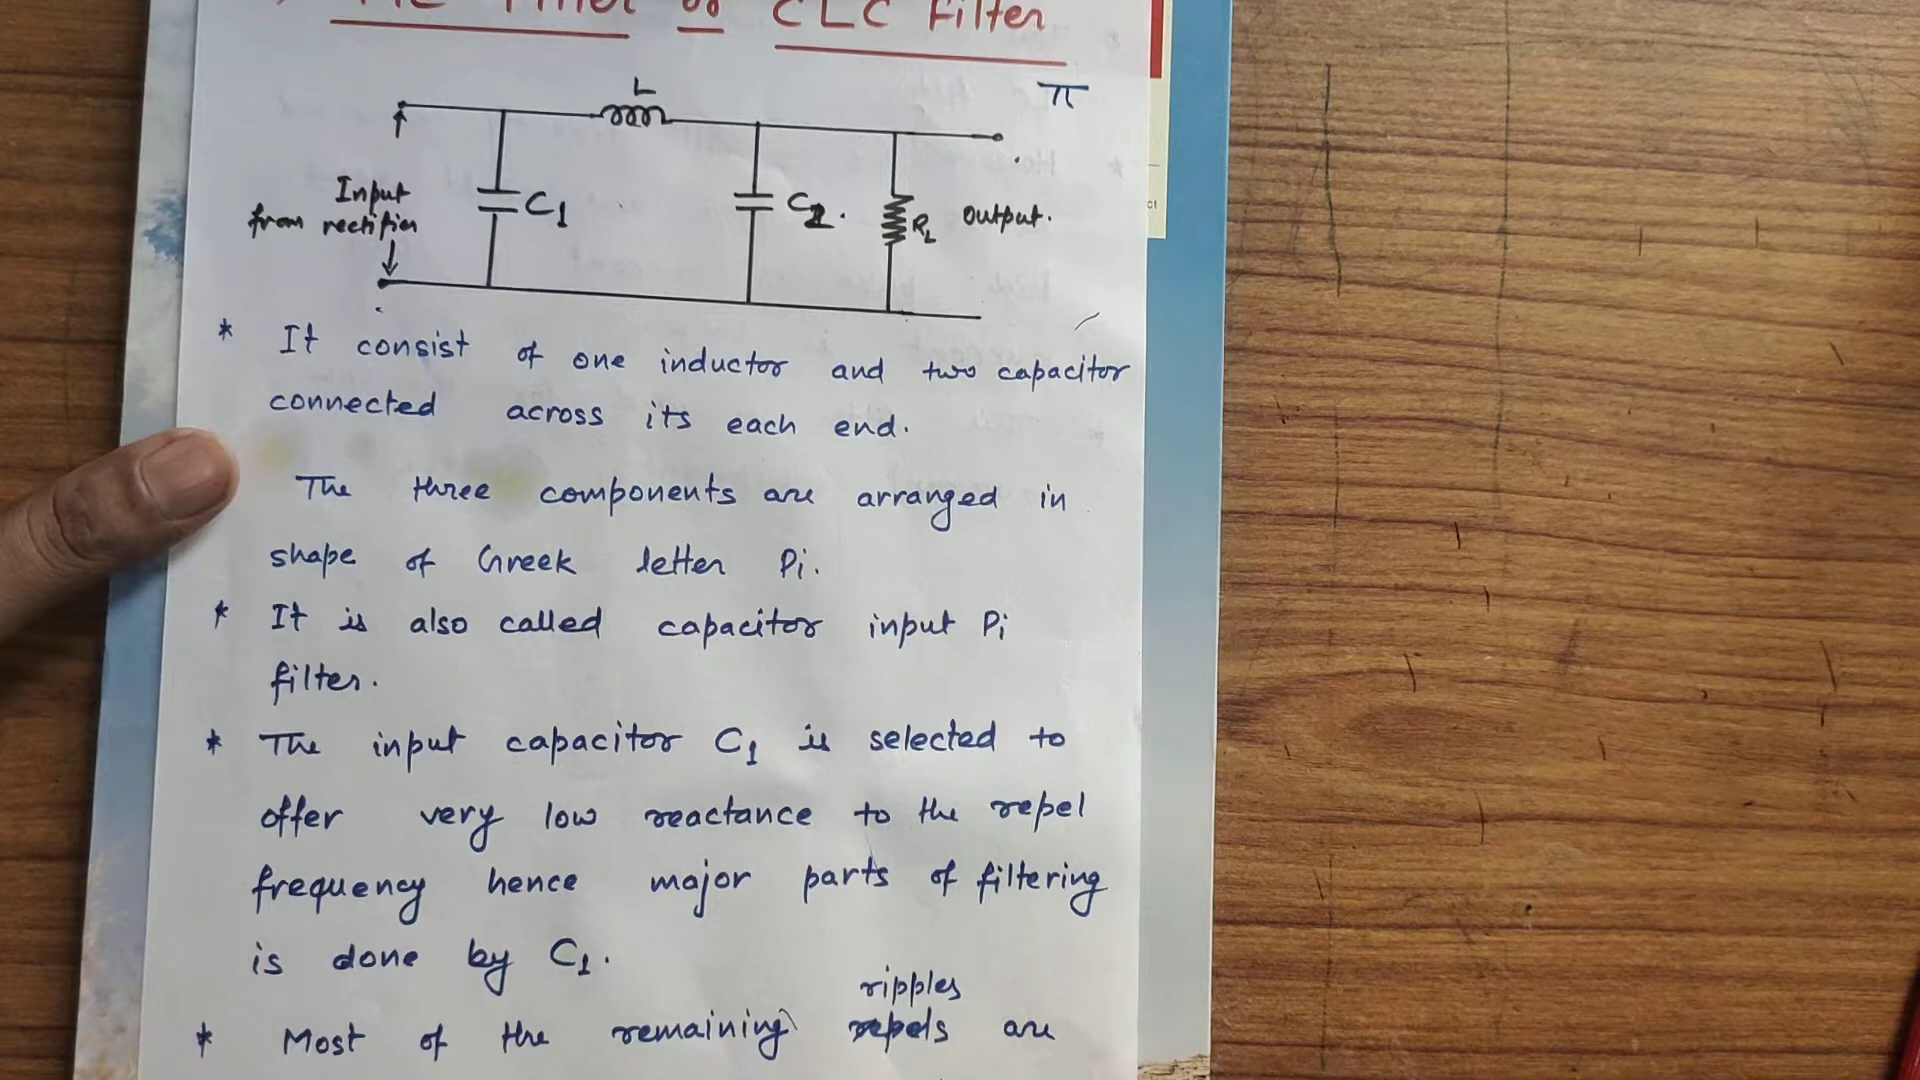 Filter or CLC Filter
L
π
Input
from rectifier
C1
C2.
RL
output.
* It consist of one inductor and two capacitor
connected across its each end.
The three components are arranged in
shape of Greek letter Pi.
* It is also called capacitor input Pi
filter.
* The input capacitor C1 is selected to
offer very low reactance to the repel
frequency hence major parts of filtering
is done by C1.
ripples
* Most of the remaining repels are